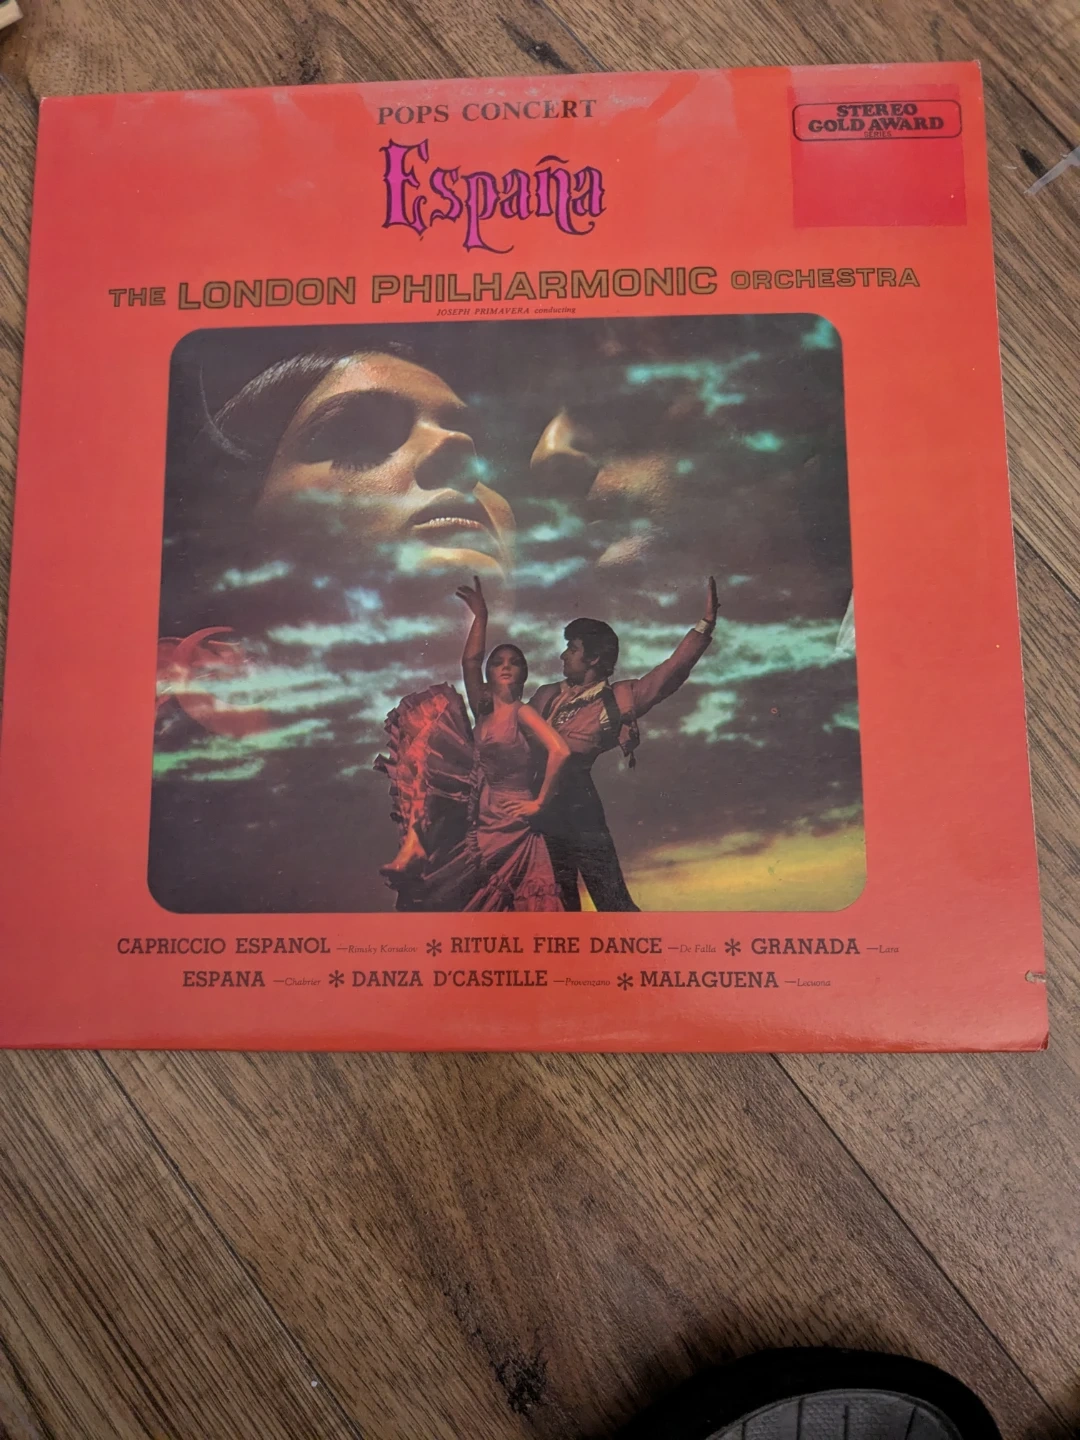 POPS CONCERT
España
STEREO
GOLD AWARD
SERIES
THE LONDON PHILHARMONIC ORCHESTRA
JOSEPH PRIMAVERA conducting
CAPRICCIO ESPANOL —Rimsky Korsakov * RITUAL FIRE DANCE —De Falla * GRANADA —Lara
ESPANA —Chabrier * DANZA D'CASTILLE —Provenzano * MALAGUENA —Lecuona